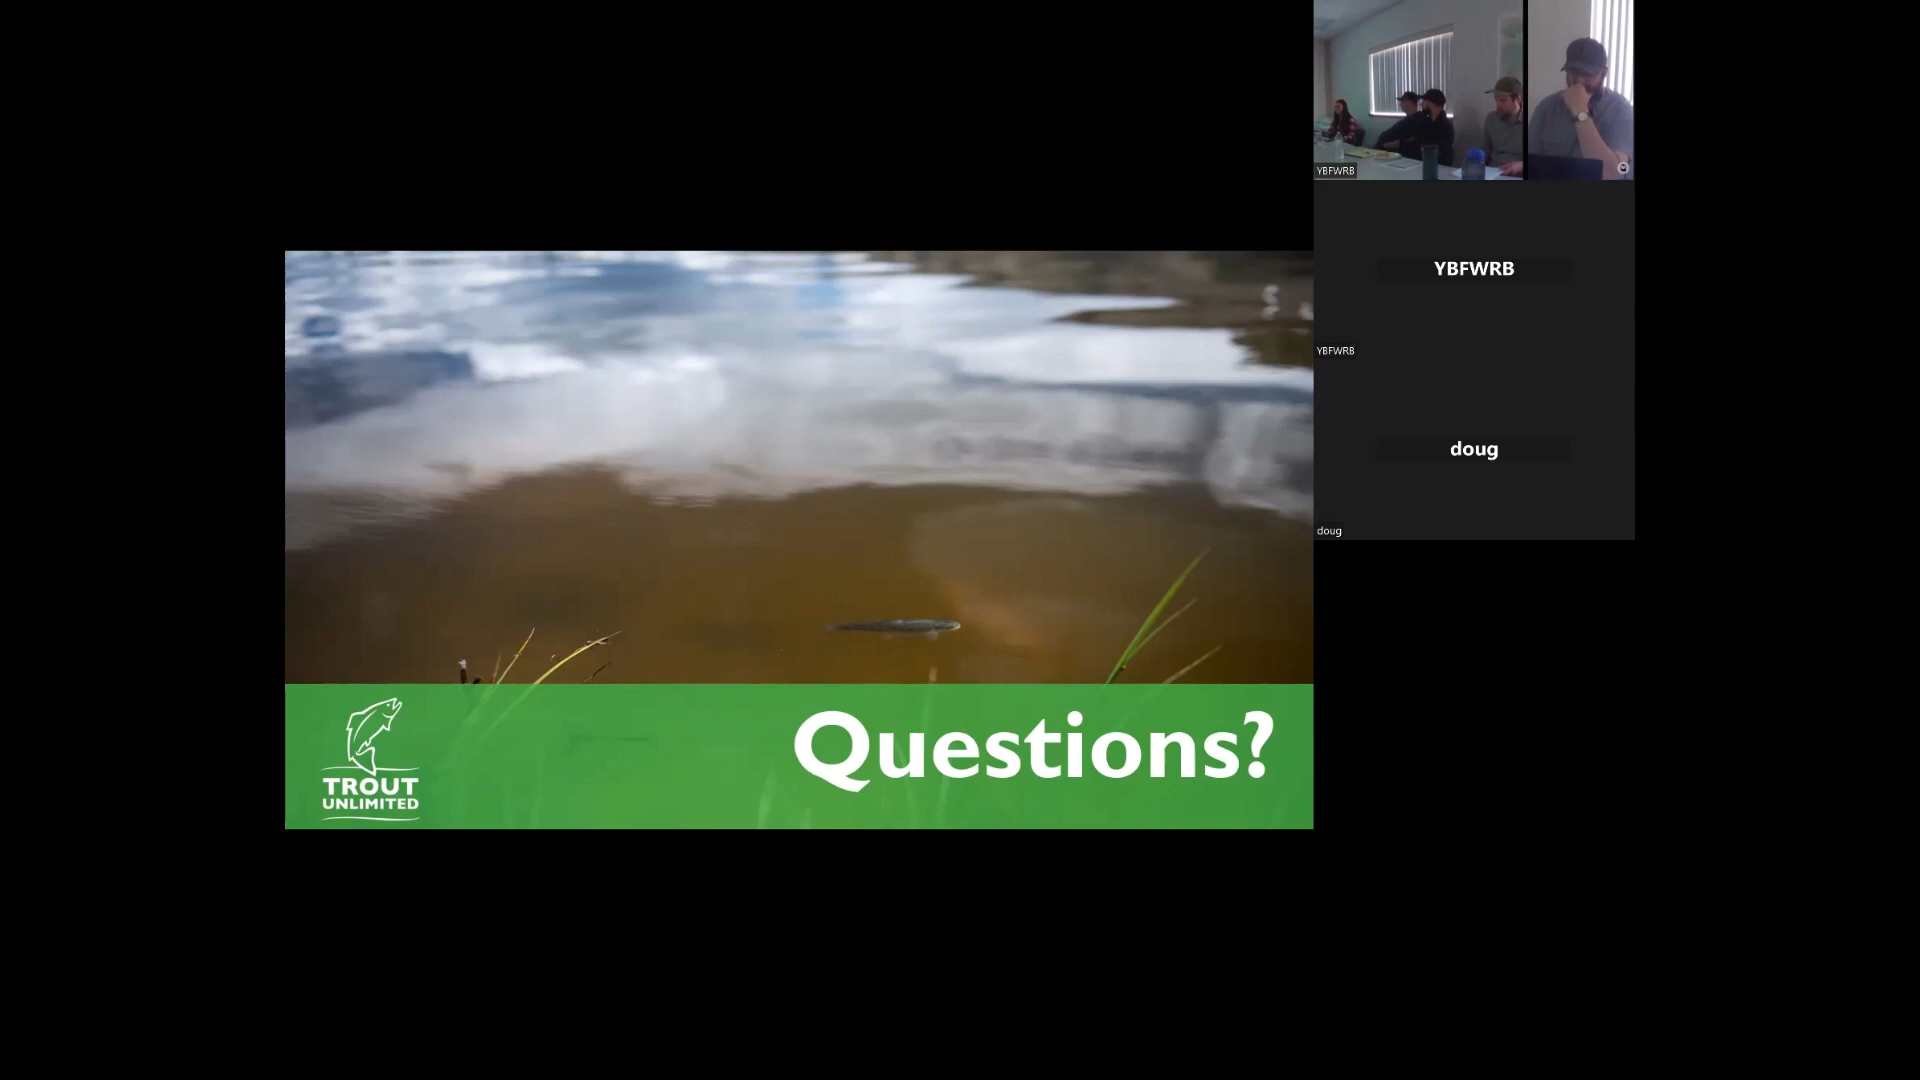 YBFWRB
YBFWRB
YBFWRB
doug
doug
Questions?
TROUT
UNLIMITED